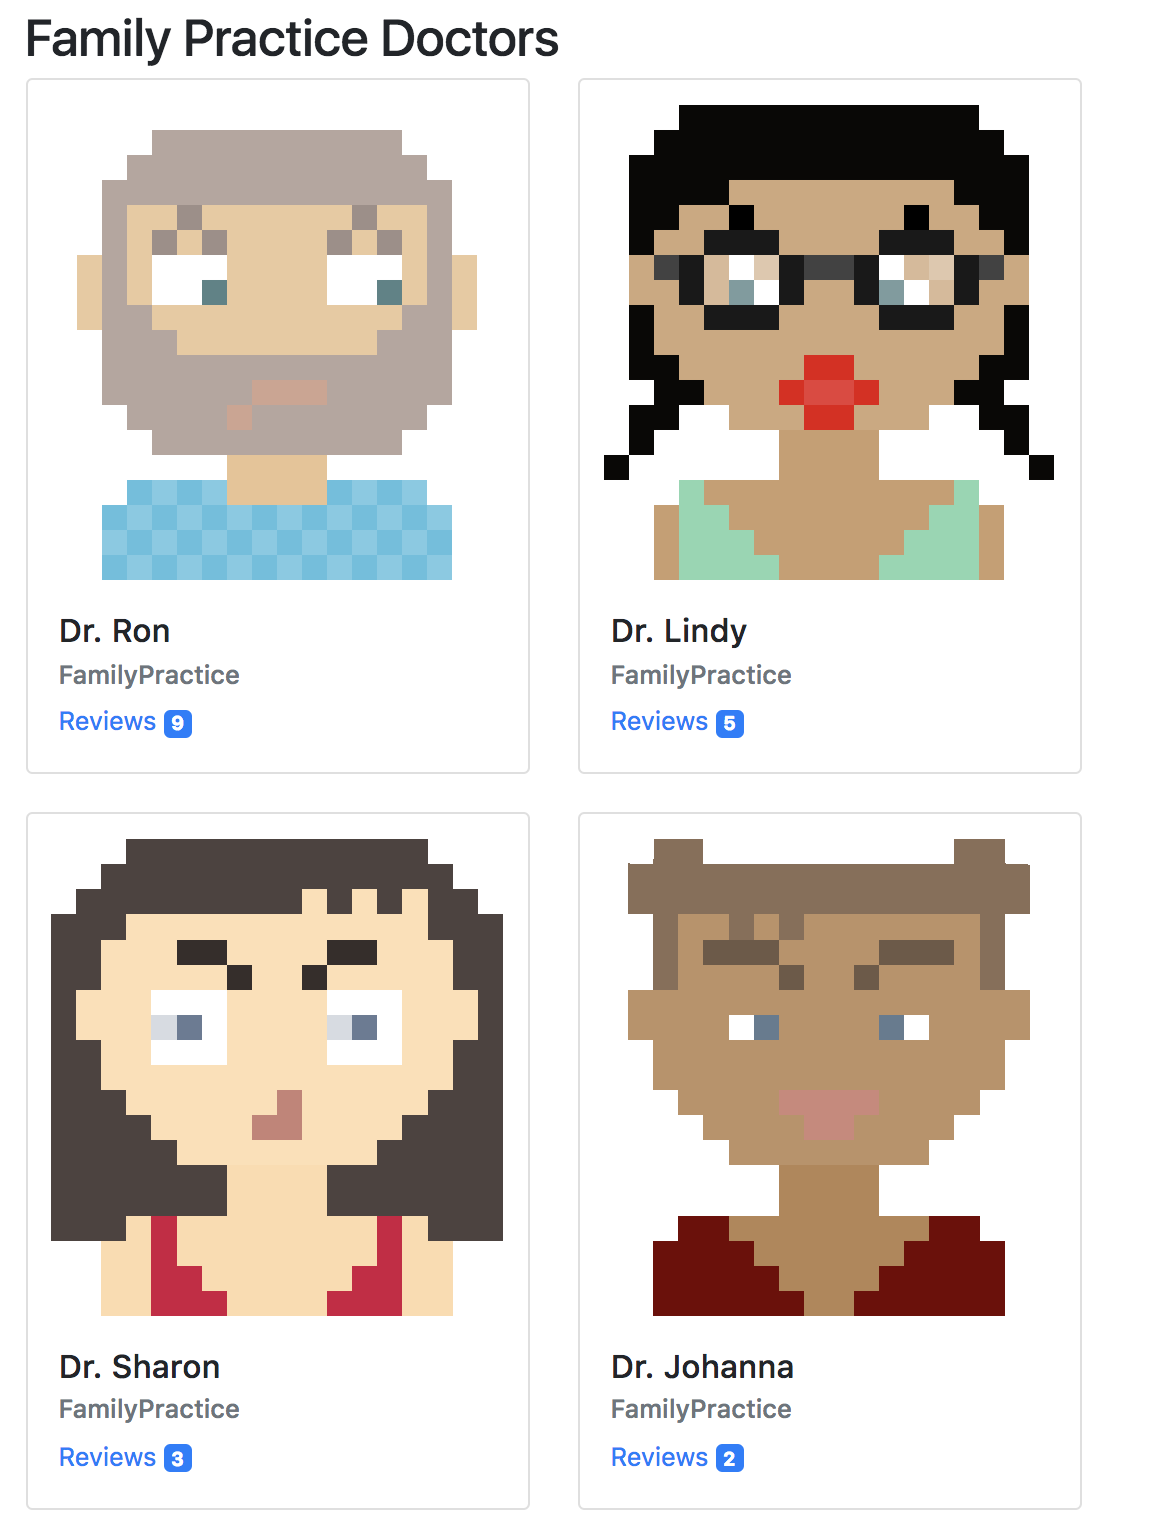 Family Practice Doctors
Dr. Ron
FamilyPractice
Reviews 9
Dr. Lindy
FamilyPractice
Reviews 5
Dr. Sharon
FamilyPractice
Reviews 3
Dr. Johanna
FamilyPractice
Reviews 2